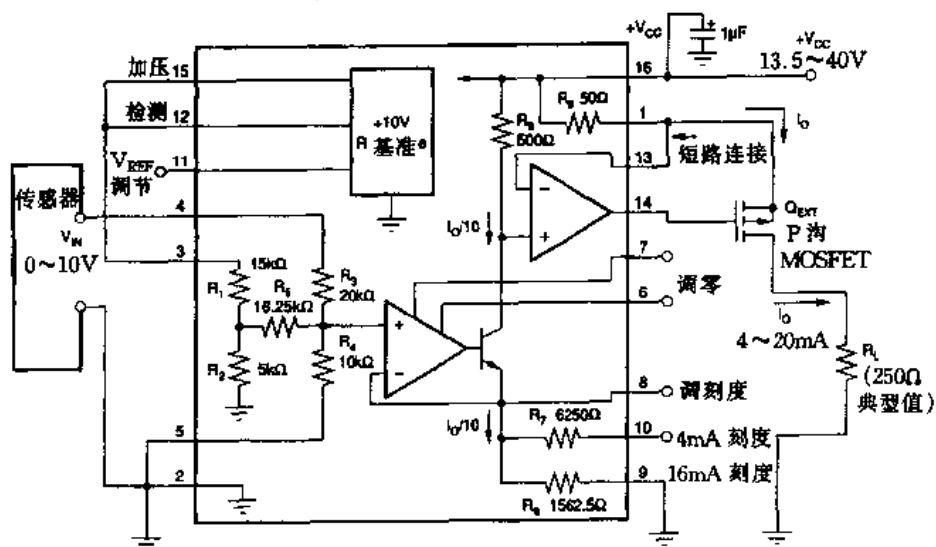 +V_CC
1μF
+V_CC
13.5～40V
加压 15
16
检测 12
+10V
R 基准
V_REF 11
调节
R_9 50Ω
1
R_8
500Ω
I_O
短路连接
13
14
Q_EXT
P 沟
MOSFET
传感器
V_IN
0～10V
4
3
I_O/10
7
6
调零
15kΩ
R_1
R_5
16.25kΩ
R_3
20kΩ
R_2
5kΩ
R_4
10kΩ
I_O
4～20mA
R_L
(250Ω
典型值)
8 调刻度
I_O/10
R_7 6250Ω
10
4mA 刻度
5
2
9 16mA 刻度
1562.5Ω